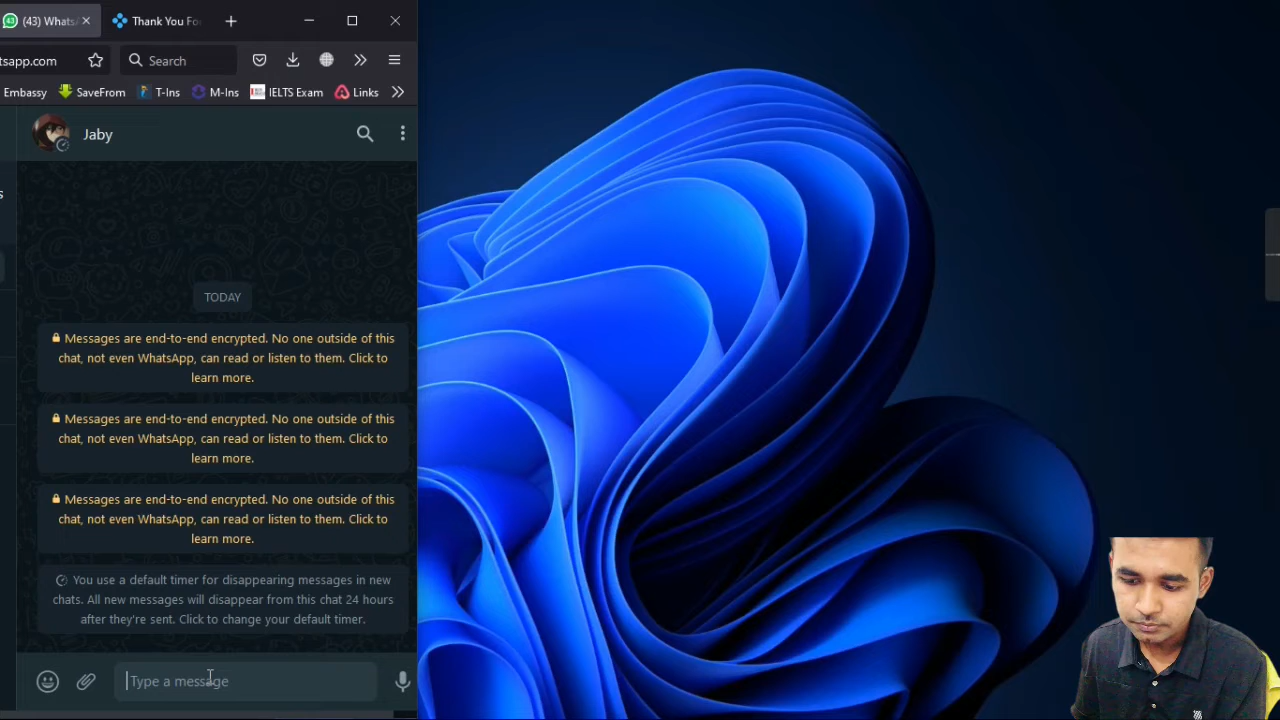 43
(43) Whats
Thank You Fo
tsapp.com
Search
Embassy
SaveFrom
T-Ins
M-Ins
IELTS Exam
Links
Jaby
s
TODAY
Messages are end-to-end encrypted. No one outside of this
chat, not even WhatsApp, can read or listen to them. Click to
learn more.
Messages are end-to-end encrypted. No one outside of this
chat, not even WhatsApp, can read or listen to them. Click to
learn more.
Messages are end-to-end encrypted. No one outside of this
chat, not even WhatsApp, can read or listen to them. Click to
learn more.
You use a default timer for disappearing messages in new
chats. All new messages will disappear from this chat 24 hours
after they're sent. Click to change your default timer.
Type a message